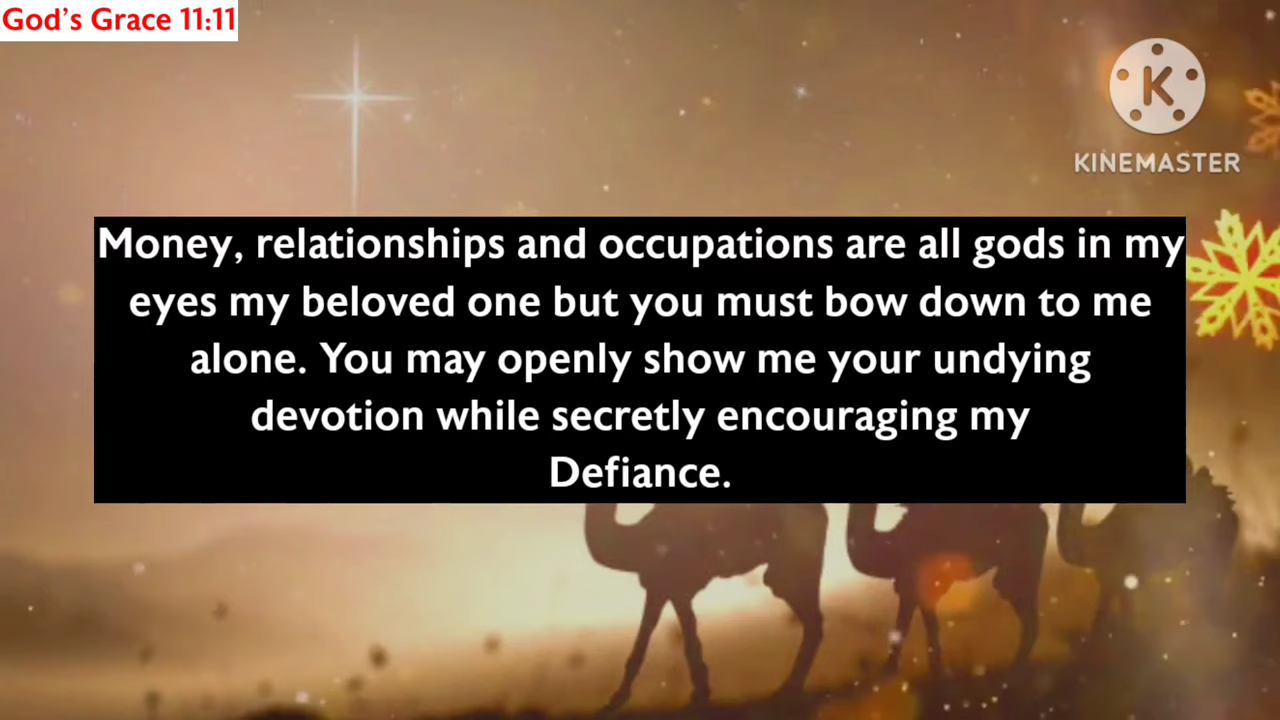 God's Grace 11:11
K
KINEMASTER
Money, relationships and occupations are all gods in my
eyes my beloved one but you must bow down to me
alone. You may openly show me your undying
devotion while secretly encouraging my
Defiance.